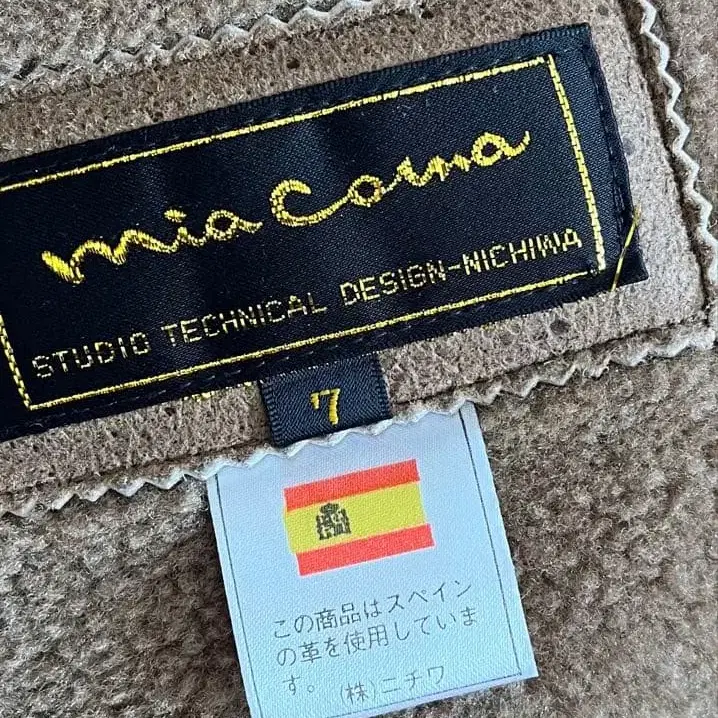 mia Coma
STUDIO TECHNICAL DESIGN-NICHIWA
7
この商品はスペイン
の革を使用していま
す。 (株)ニチワ